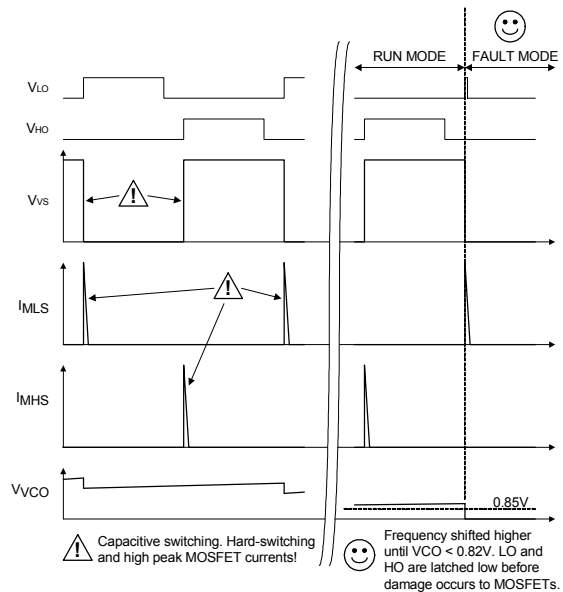 RUN MODE
FAULT MODE
VLO
VHO
VVS
!
IMLS
!
IMHS
VVCO
0.85V
! Capacitive switching. Hard-switching
and high peak MOSFET currents!
Frequency shifted higher
until VCO < 0.82V. LO and
HO are latched low before
damage occurs to MOSFETs.